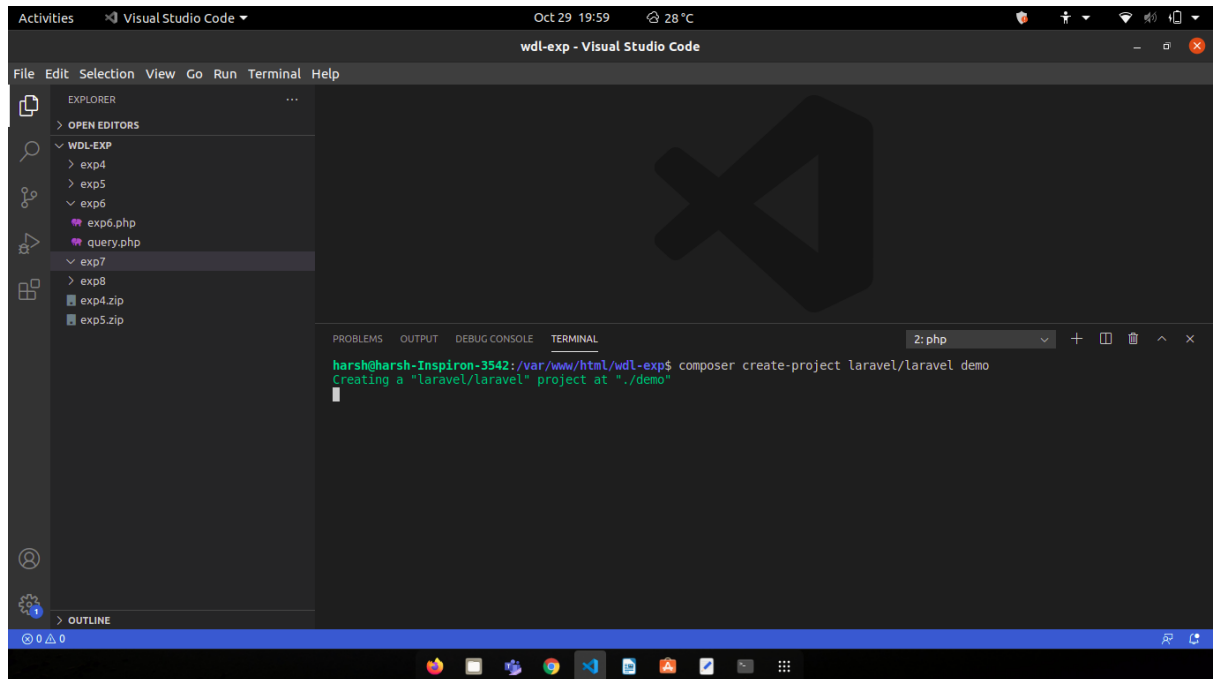 Activities Visual Studio Code Oct 29 19:59 28 °C
wdl-exp - Visual Studio Code
File Edit Selection View Go Run Terminal Help
EXPLORER ...
OPEN EDITORS
WDL-EXP
exp4
exp5
exp6
exp6.php
query.php
exp7
exp8
exp4.zip
exp5.zip
PROBLEMS OUTPUT DEBUG CONSOLE TERMINAL 2: php
harsh@harsh-Inspiron-3542:/var/www/html/wdl-exp$ composer create-project laravel/laravel demo
Creating a "laravel/laravel" project at "./demo"
1
OUTLINE
0 0